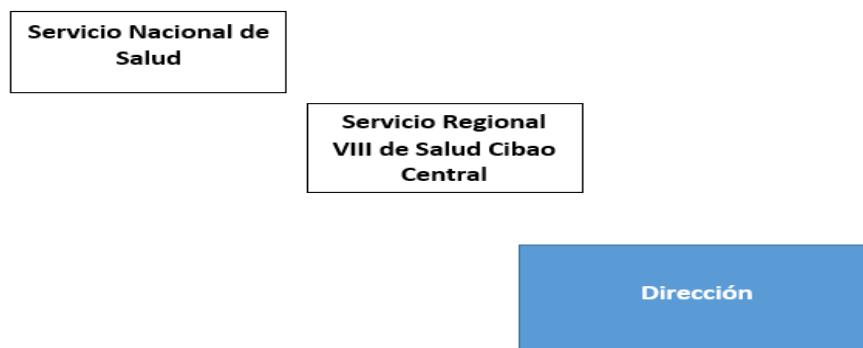 Servicio Nacional de
Salud
Servicio Regional
VIII de Salud Cibao
Central
Dirección